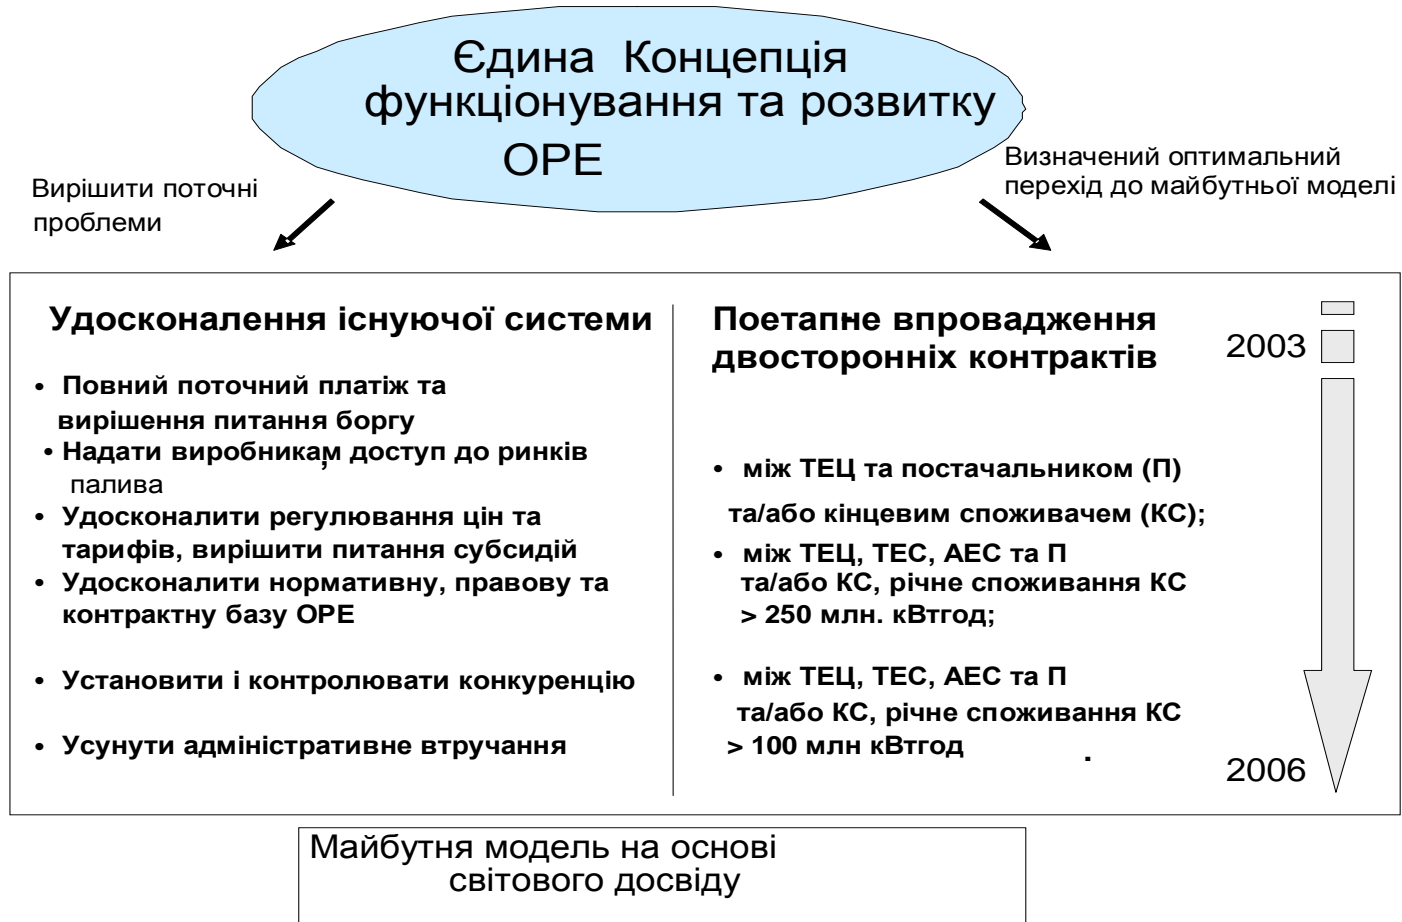 Єдина Концепція
функціонування та розвитку
ОРЕ
Вирішити поточні
проблеми
Визначений оптимальний
перехід до майбутньої моделі
Удосконалення існуючої системи
• Повний поточний платіж та
вирішення питання боргу
• Надати виробникам доступ до ринків
палива
• Удосконалити регулювання цін та
тарифів, вирішити питання субсидій
• Удосконалити нормативну, правову та
контрактну базу ОРЕ
• Установити і контролювати конкуренцію
• Усунути адміністративне втручання
Поетапне впровадження
двосторонніх контрактів
2003
• між ТЕЦ та постачальником (П)
та/або кінцевим споживачем (КС);
• між ТЕЦ, ТЕС, АЕС та П
та/або КС, річне споживання КС
> 250 млн. кВтгод;
• між ТЕЦ, ТЕС, АЕС та П
та/або КС, річне споживання КС
> 100 млн кВтгод .
2006
Майбутня модель на основі
світового досвіду